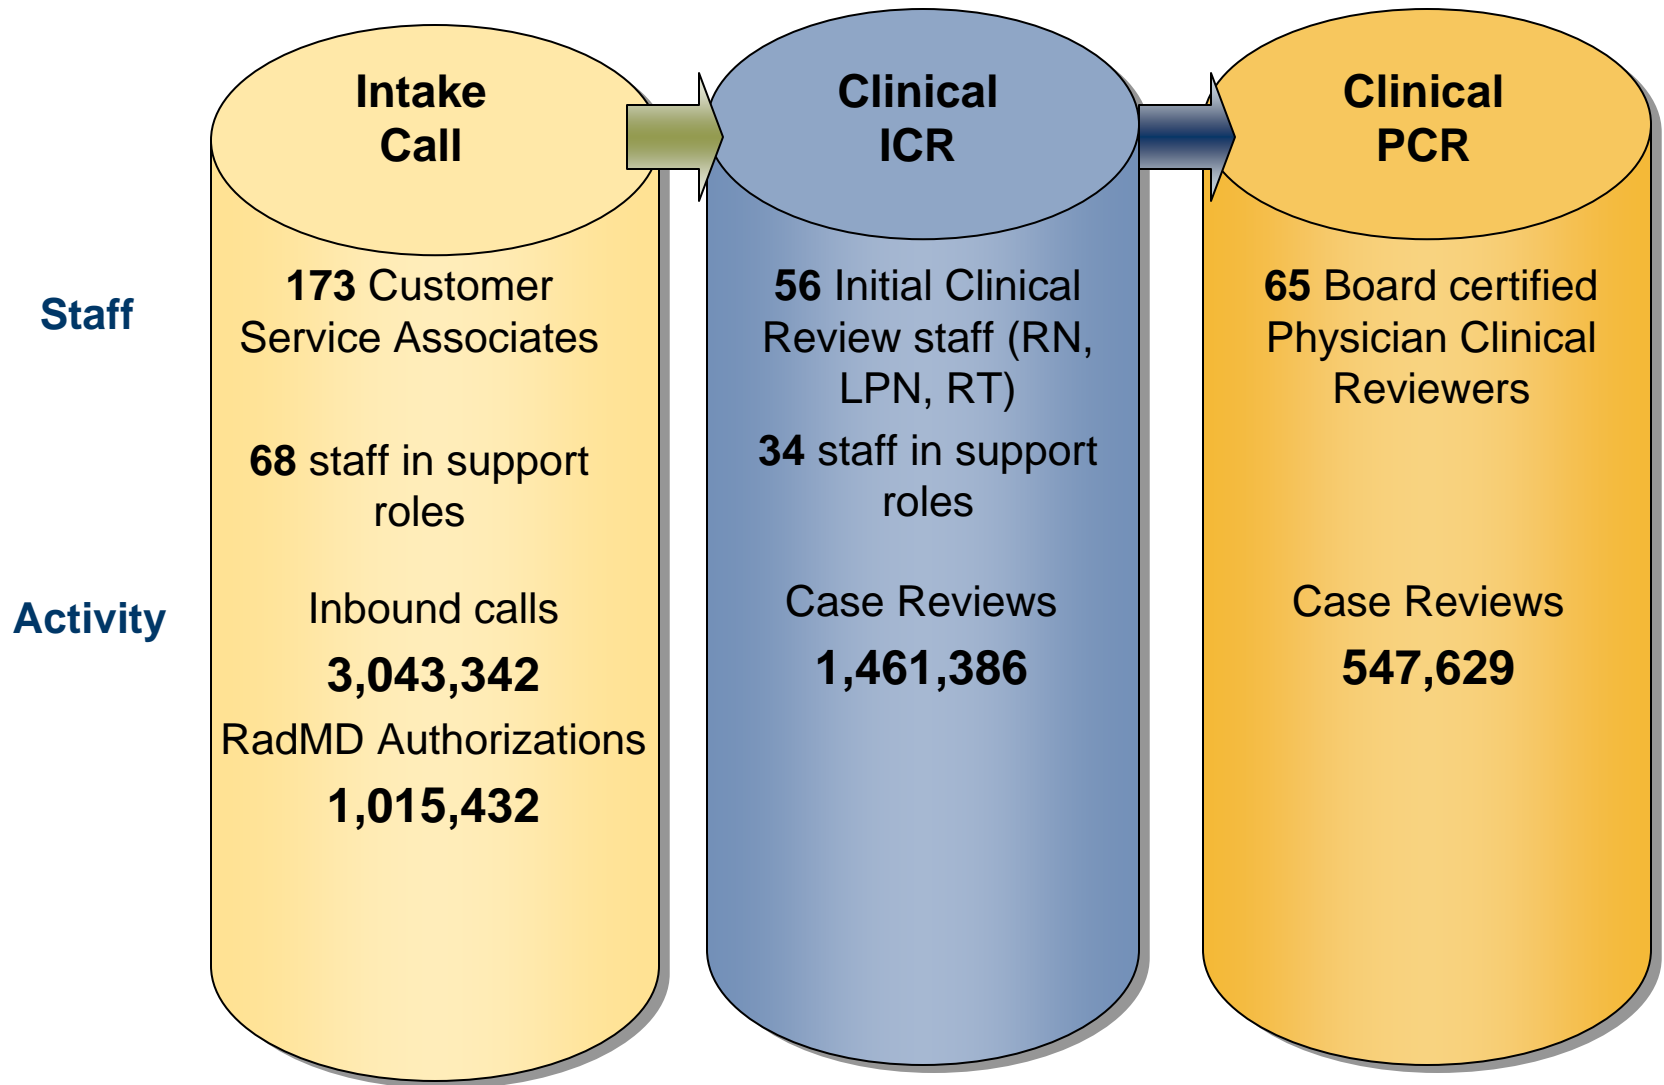 Intake
Call
Clinical
ICR
Clinical
PCR
Staff
173 Customer
Service Associates
68 staff in support
roles
56 Initial Clinical
Review staff (RN,
LPN, RT)
34 staff in support
roles
65 Board certified
Physician Clinical
Reviewers
Activity
Inbound calls
3,043,342
RadMD Authorizations
1,015,432
Case Reviews
1,461,386
Case Reviews
547,629